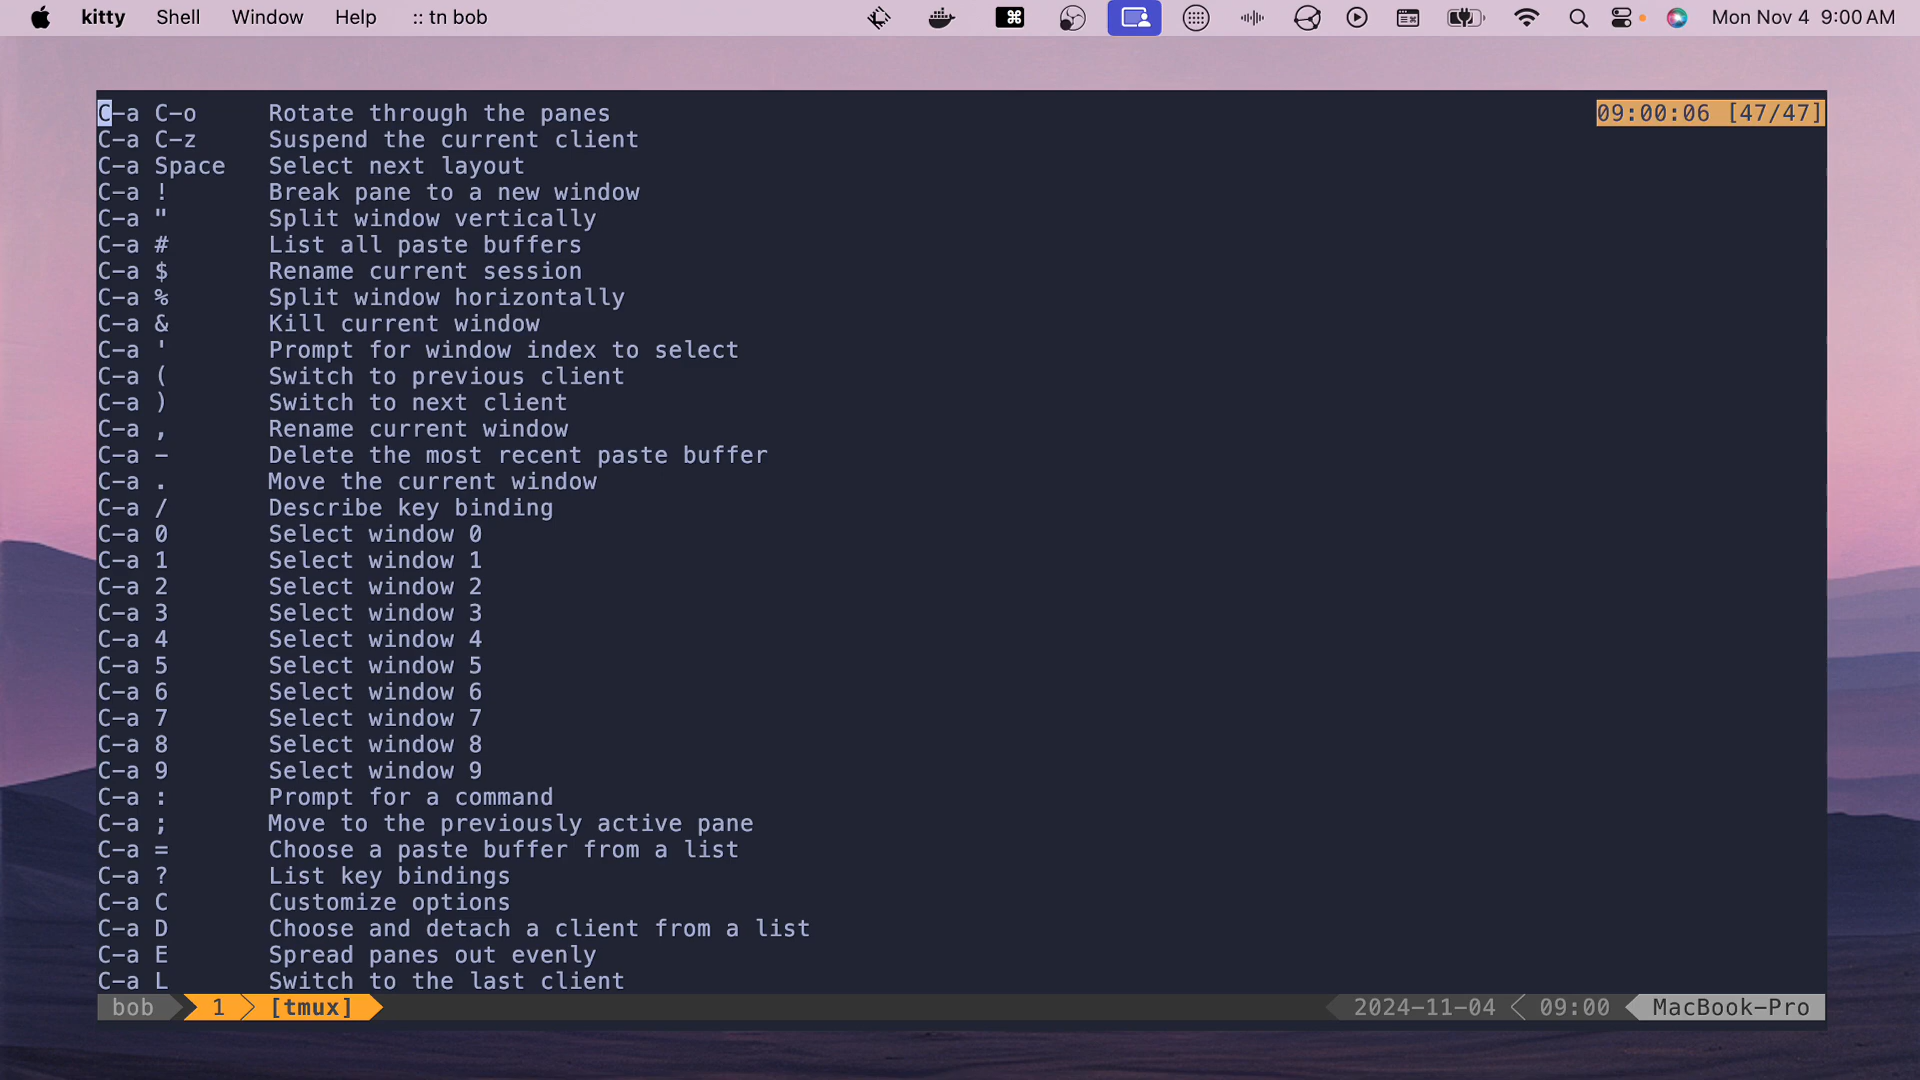 kitty Shell Window Help :: tn bob Mon Nov 4 9:00 AM
C-a C-o Rotate through the panes 09:00:06 [47/47]
C-a C-z Suspend the current client
C-a Space Select next layout
C-a ! Break pane to a new window
C-a " Split window vertically
C-a # List all paste buffers
C-a $ Rename current session
C-a % Split window horizontally
C-a & Kill current window
C-a ' Prompt for window index to select
C-a ( Switch to previous client
C-a ) Switch to next client
C-a , Rename current window
C-a - Delete the most recent paste buffer
C-a . Move the current window
C-a / Describe key binding
C-a 0 Select window 0
C-a 1 Select window 1
C-a 2 Select window 2
C-a 3 Select window 3
C-a 4 Select window 4
C-a 5 Select window 5
C-a 6 Select window 6
C-a 7 Select window 7
C-a 8 Select window 8
C-a 9 Select window 9
C-a : Prompt for a command
C-a ; Move to the previously active pane
C-a = Choose a paste buffer from a list
C-a ? List key bindings
C-a C Customize options
C-a D Choose and detach a client from a list
C-a E Spread panes out evenly
C-a L Switch to the last client
bob 1 [tmux] 2024-11-04 09:00 MacBook-Pro